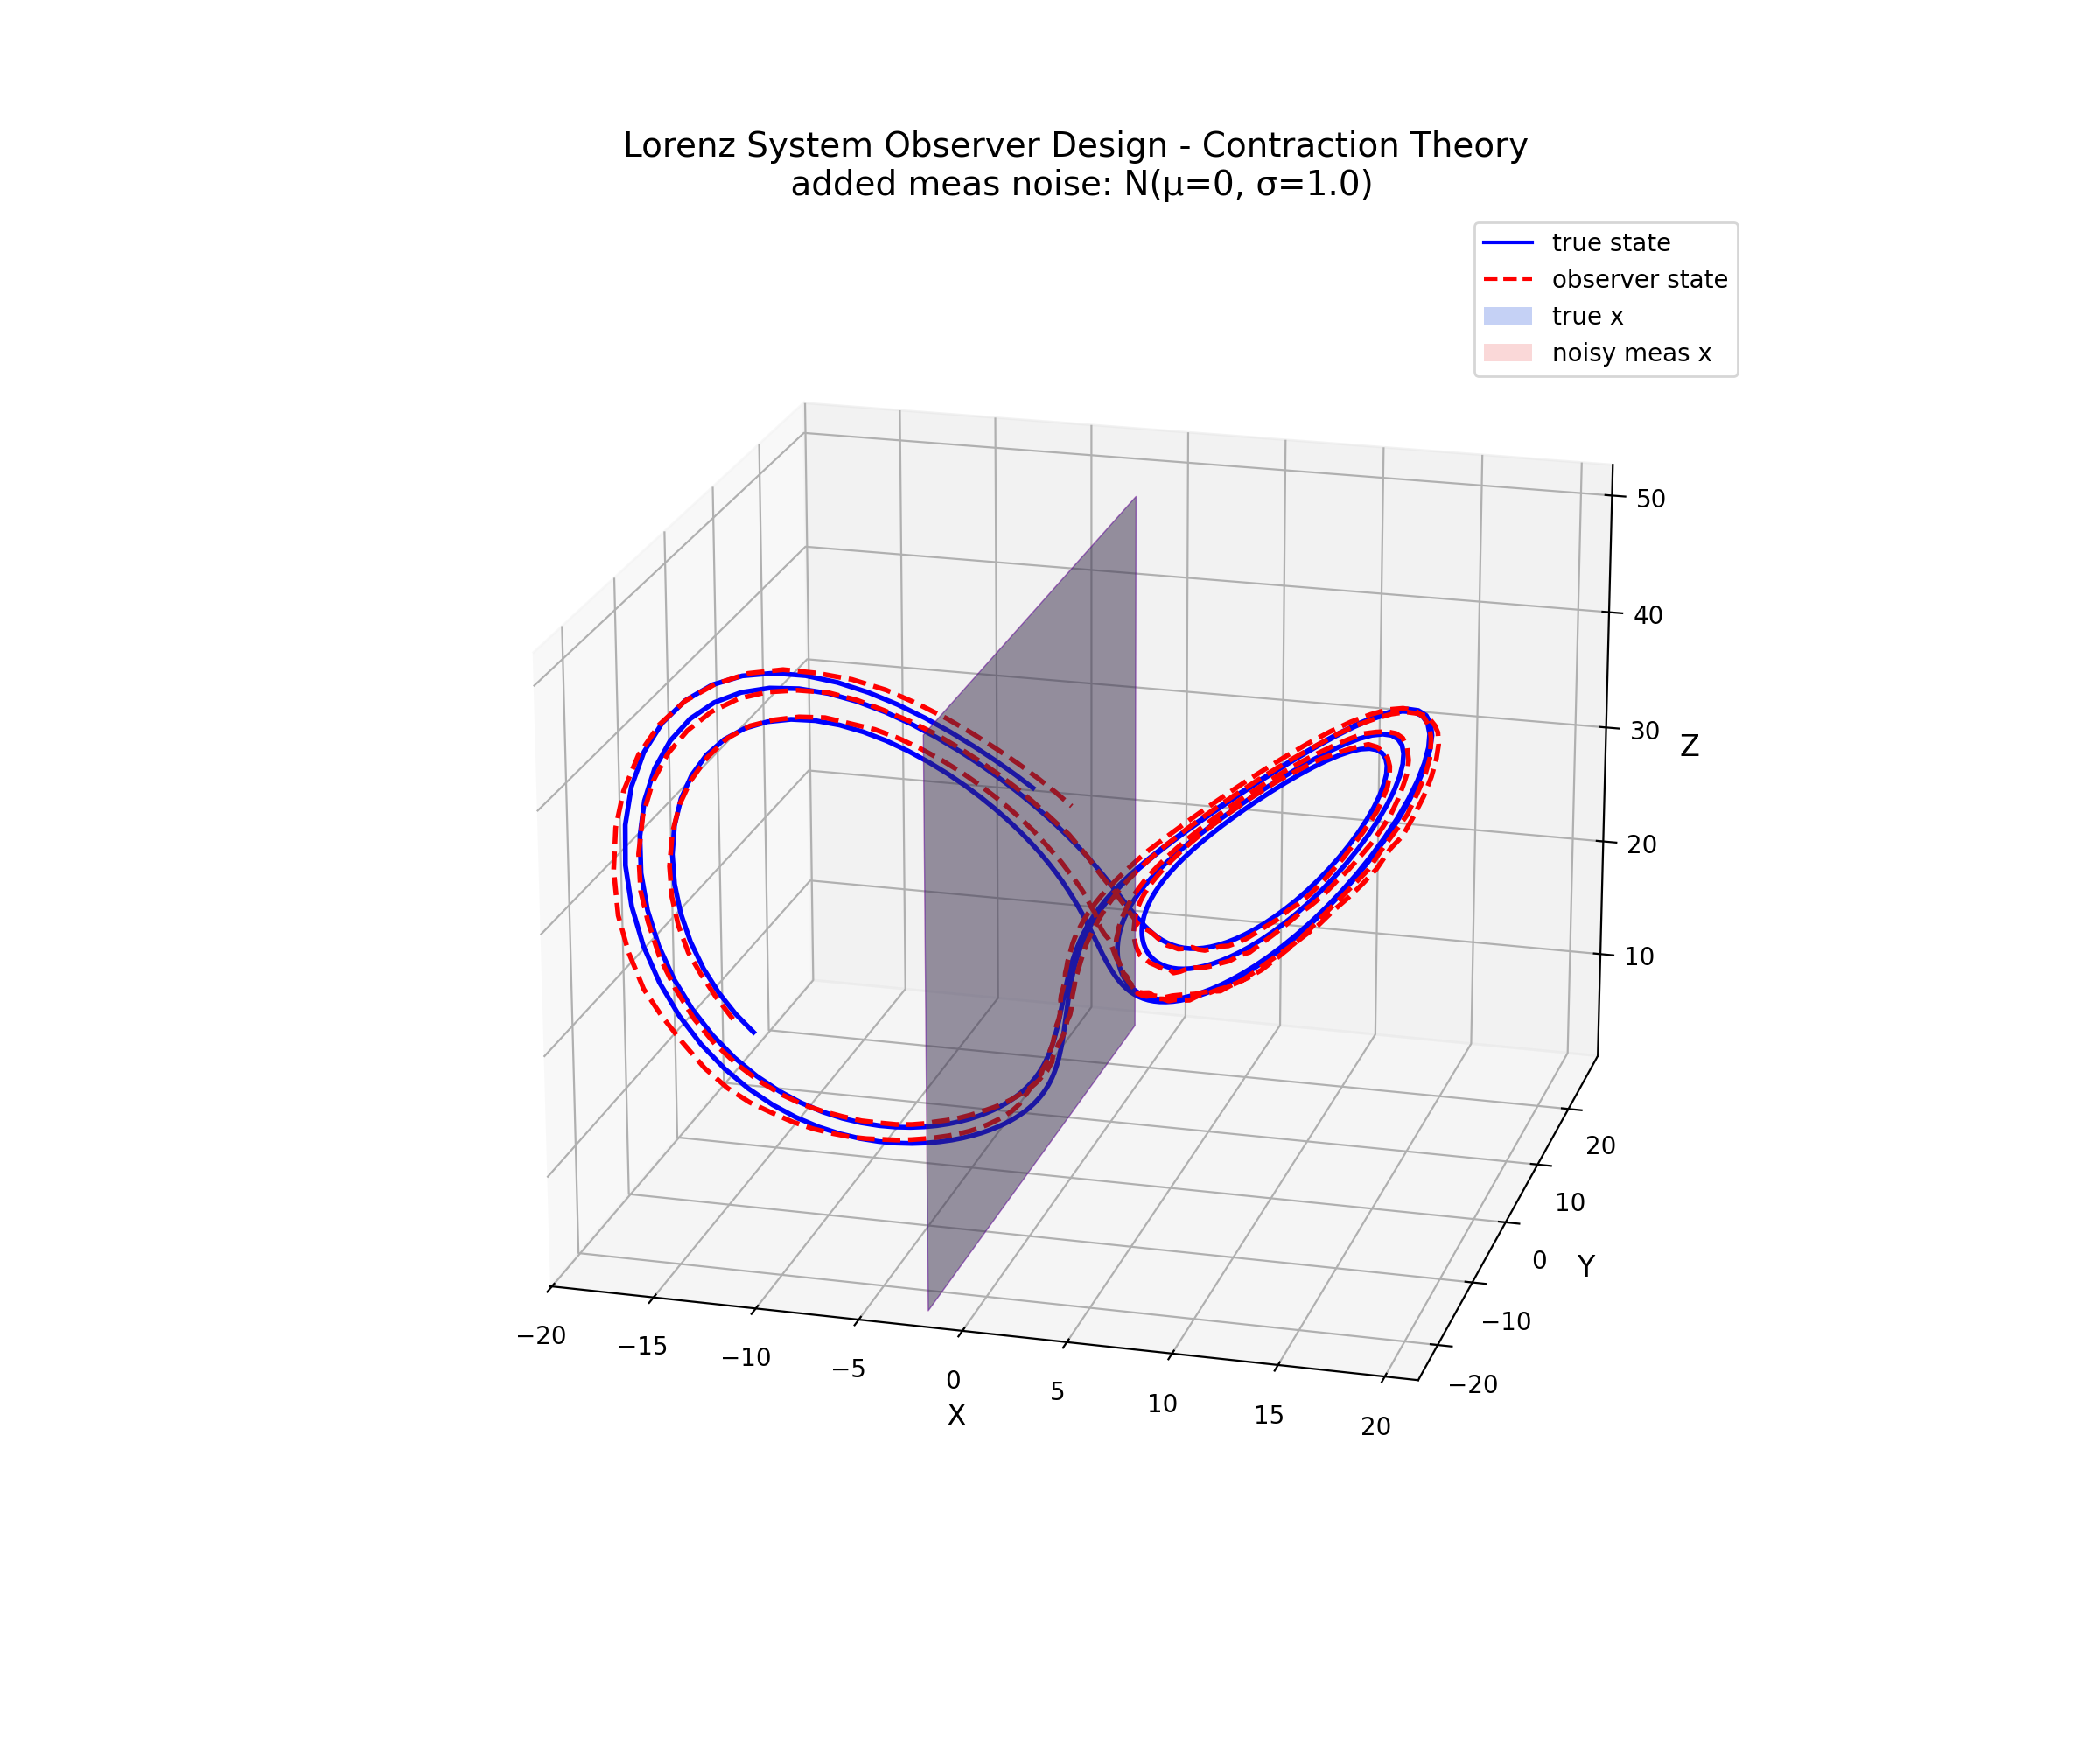 Lorenz System Observer Design - Contraction Theory
added meas noise: N(μ=0, σ=1.0)
true state
observer state
true x
noisy meas x
50
40
30
20
10
Z
20
10
0
−10
−20
Y
−20
−15
−10
−5
0
5
10
15
20
X